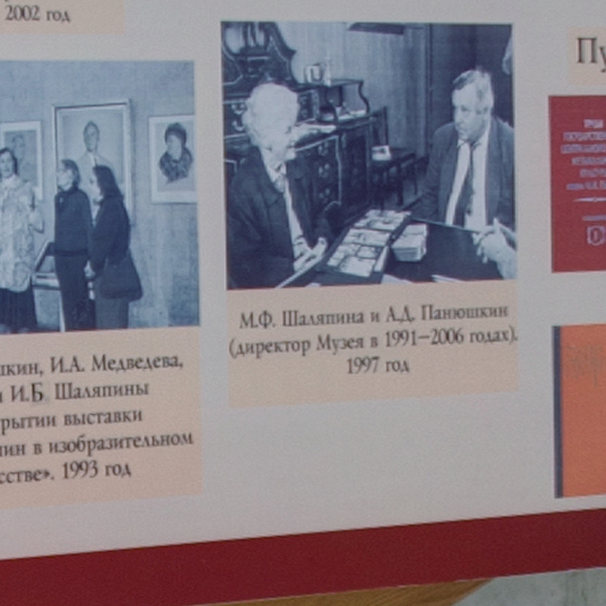 2002 год
М.Ф. Шаляпина и А.Д. Панюшкин
(директор Музея в 1991–2006 годах).
1997 год
шкин, И.А. Медведева,
и И.Б. Шаляпины
рытии выставки
ин в изобразительном
сстве». 1993 год
Пу